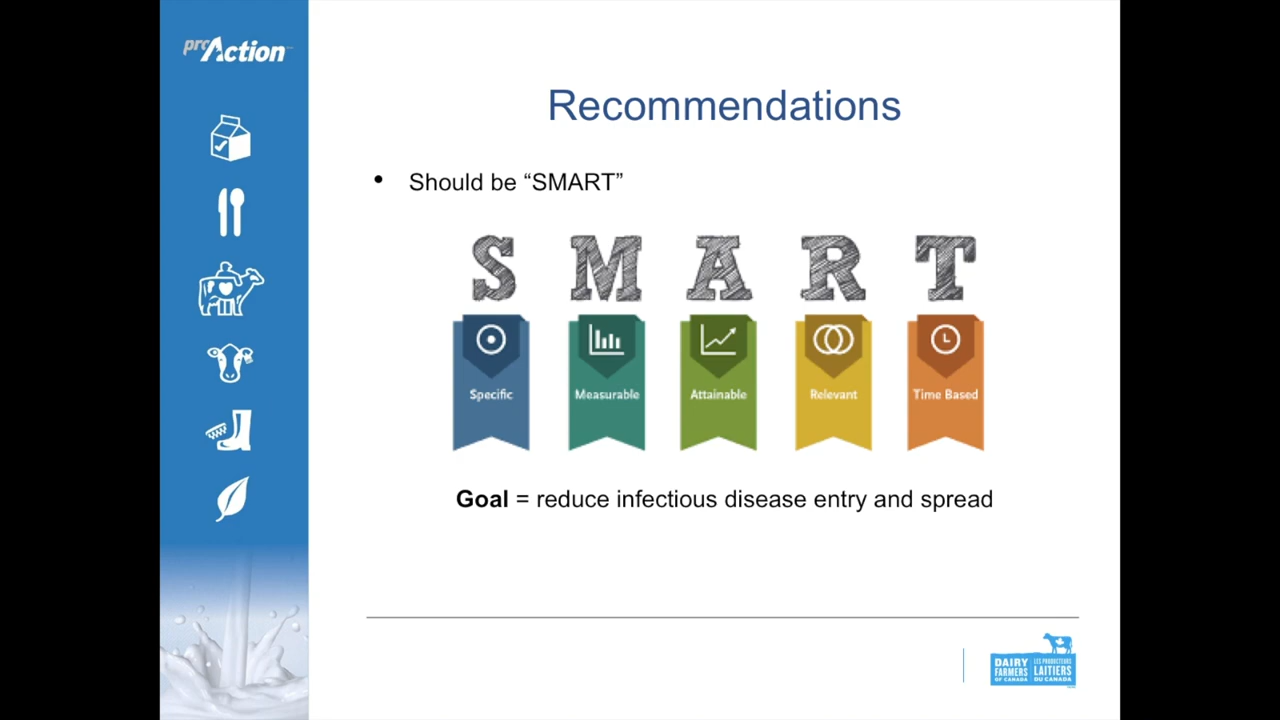 proAction
Recommendations
• Should be “SMART”
S M A R T
Specific Measurable Attainable Relevant Time Based
Goal = reduce infectious disease entry and spread
DAIRY FARMERS OF CANADA
LES PRODUCTEURS LAITIERS DU CANADA